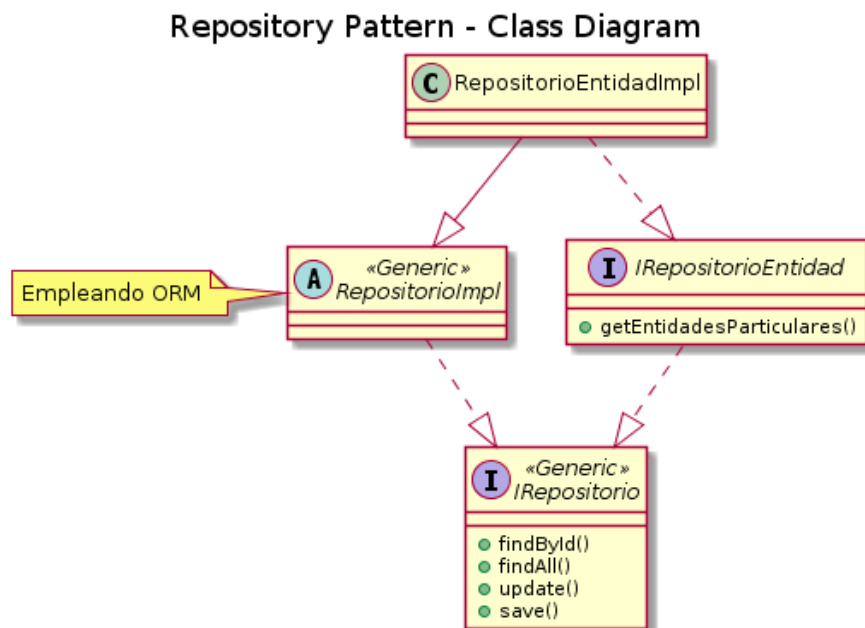 Repository Pattern - Class Diagram
C RepositorioEntidadImpl
Empleando ORM
A «Generic»
RepositorioImpl
I IRepositorioEntidad
getEntidadesParticulares()
I «Generic»
IRepositorio
findById()
findAll()
update()
save()